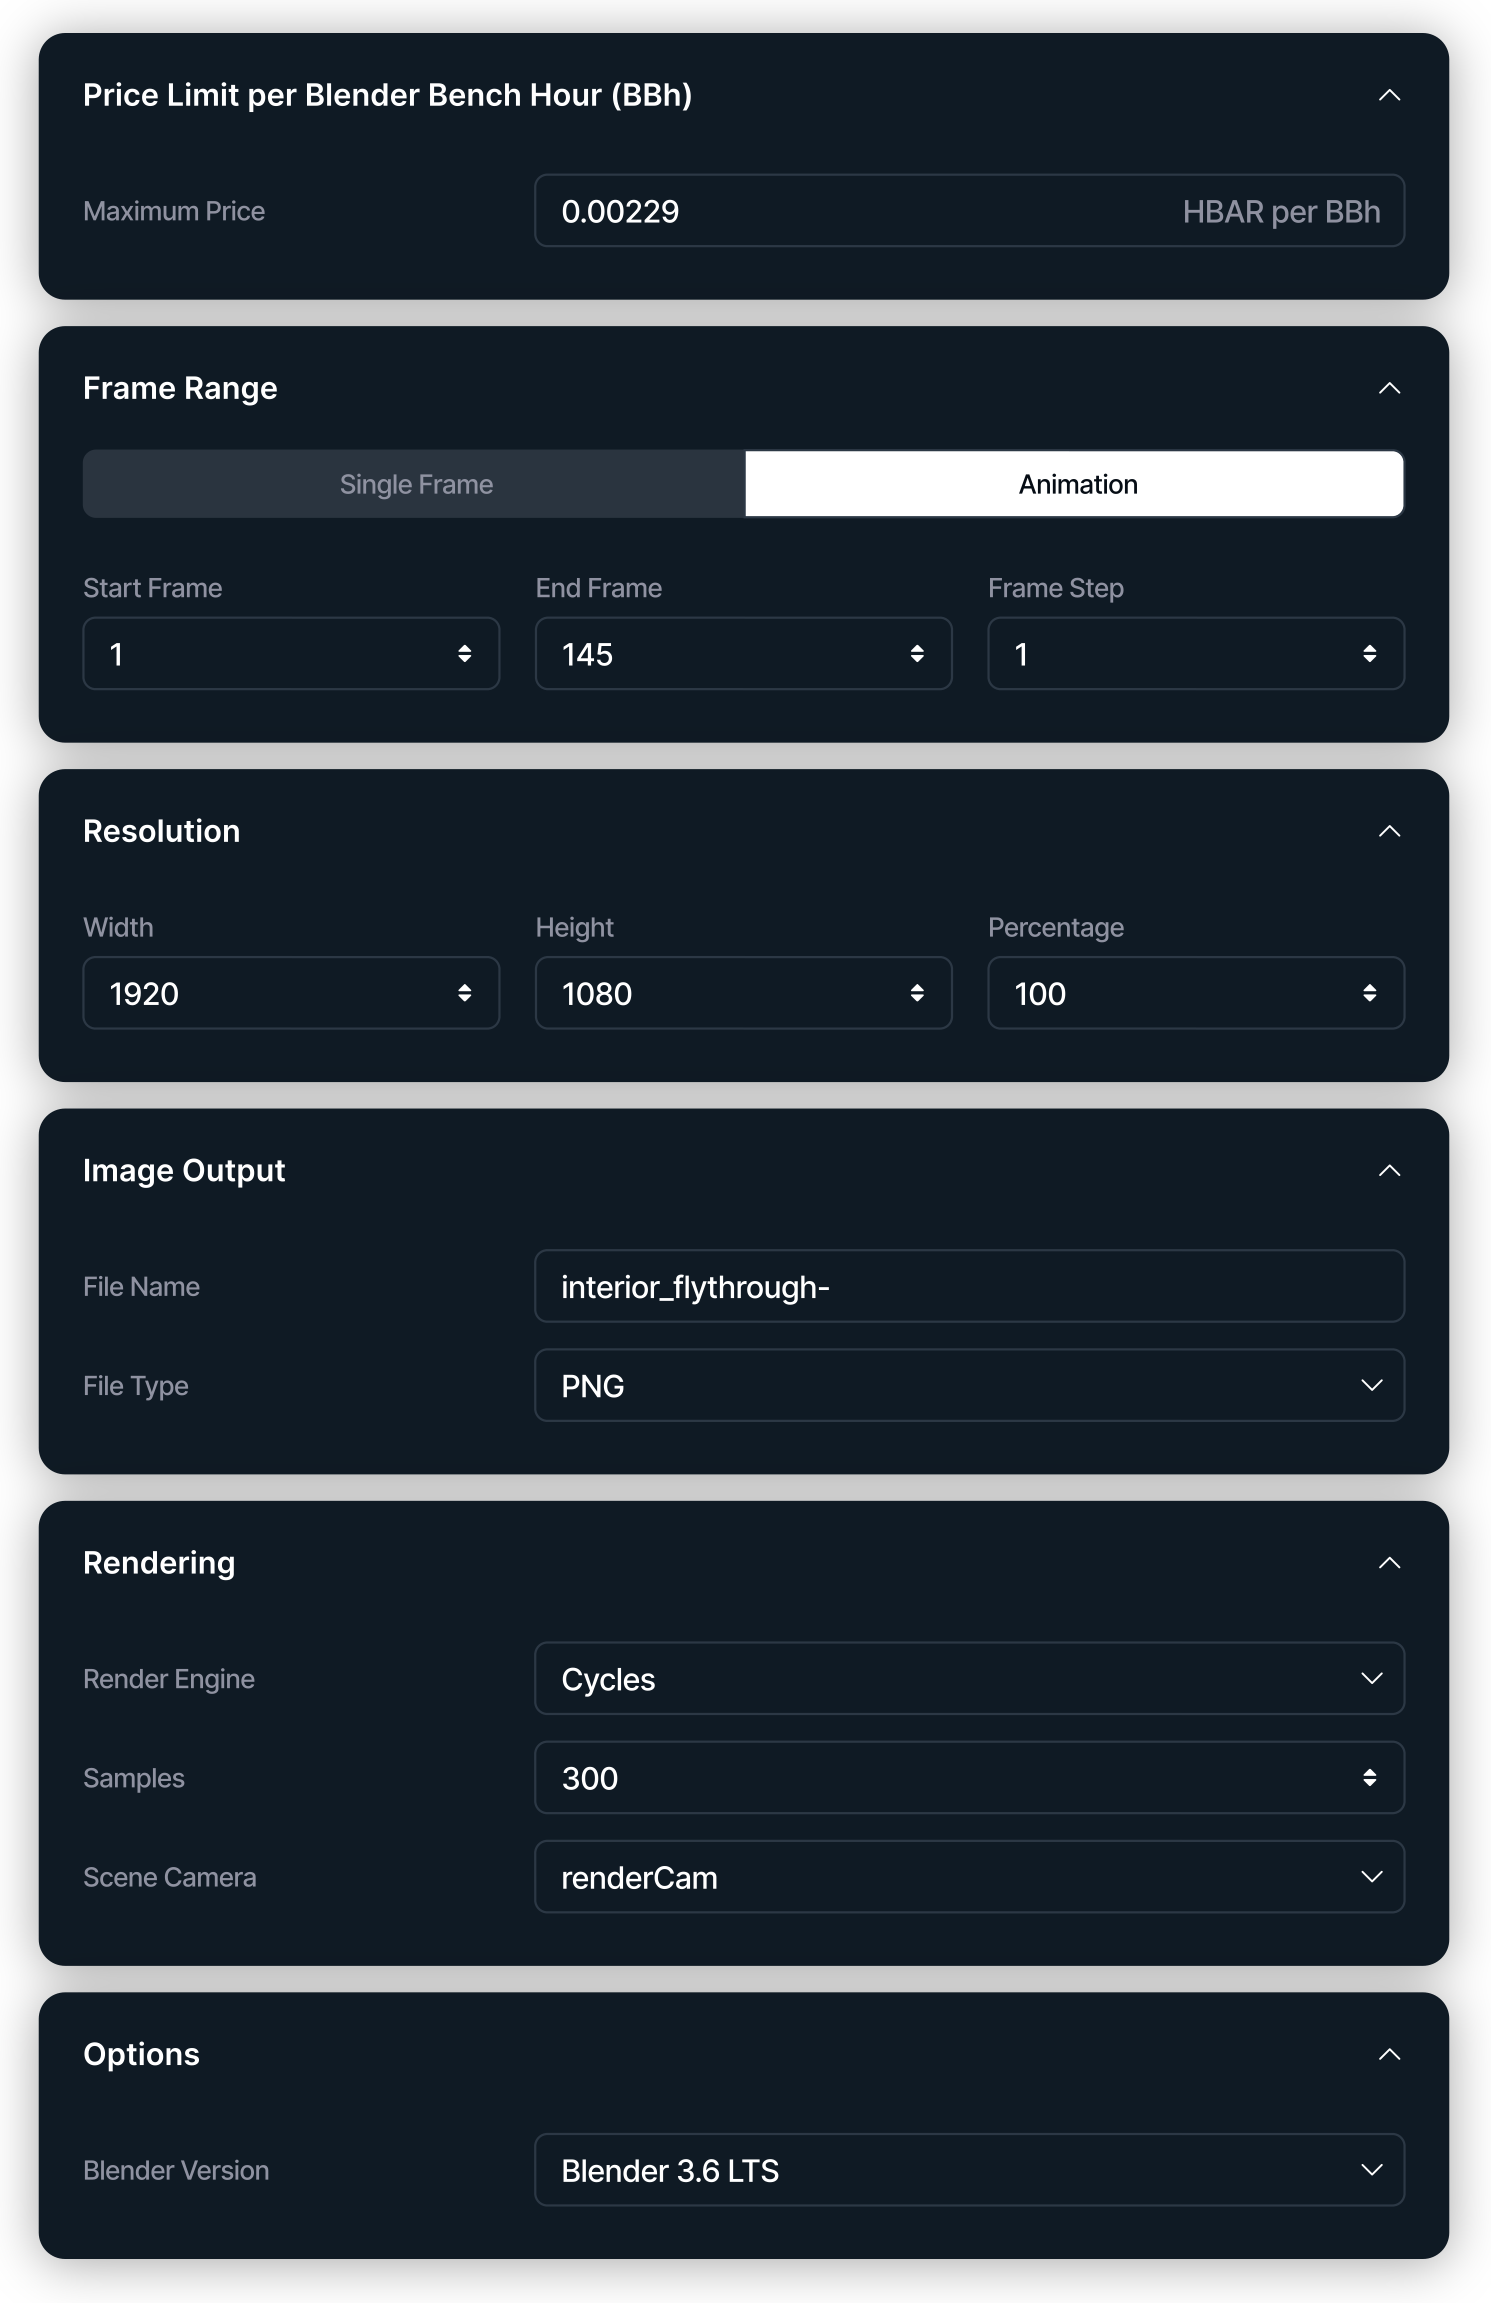 Price Limit per Blender Bench Hour (BBh)
Maximum Price 0.00229 HBAR per BBh
Frame Range
Single Frame Animation
Start Frame End Frame Frame Step
1 145 1
Resolution
Width Height Percentage
1920 1080 100
Image Output
File Name interior_flythrough-
File Type PNG
Rendering
Render Engine Cycles
Samples 300
Scene Camera renderCam
Options
Blender Version Blender 3.6 LTS